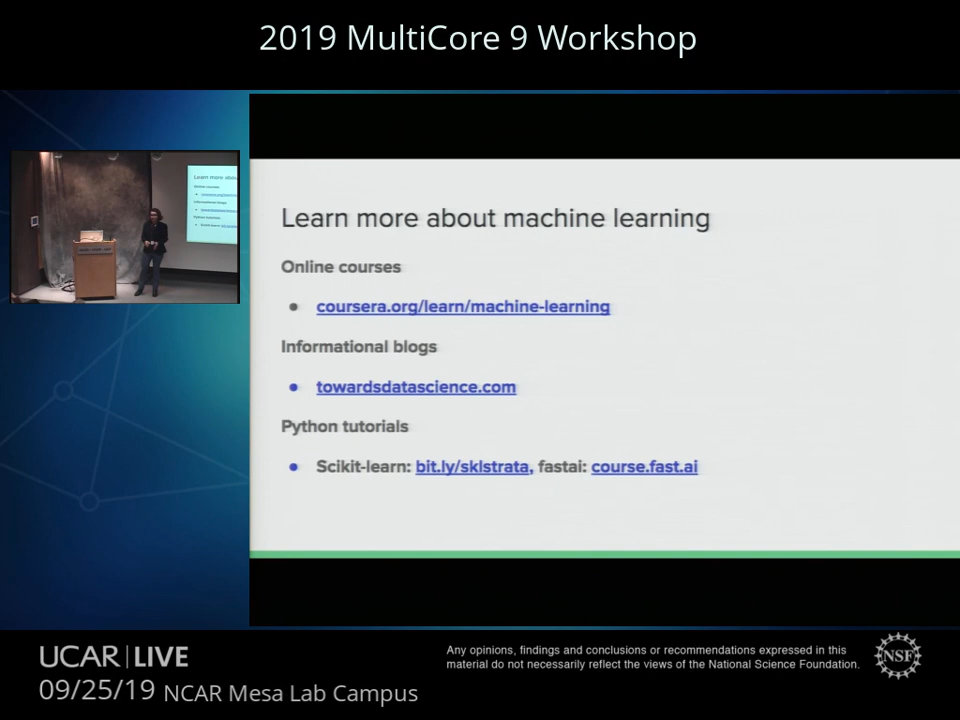 2019 MultiCore 9 Workshop
Learn more about machine learning
Online courses
• coursera.org/learn/machine-learning
Informational blogs
• towardsdatascience.com
Python tutorials
• Scikit-learn: bit.ly/sklstrata, fastai: course.fast.ai
UCAR | LIVE
09/25/19 NCAR Mesa Lab Campus
Any opinions, findings and conclusions or recommendations expressed in this
material do not necessarily reflect the views of the National Science Foundation.
NSF